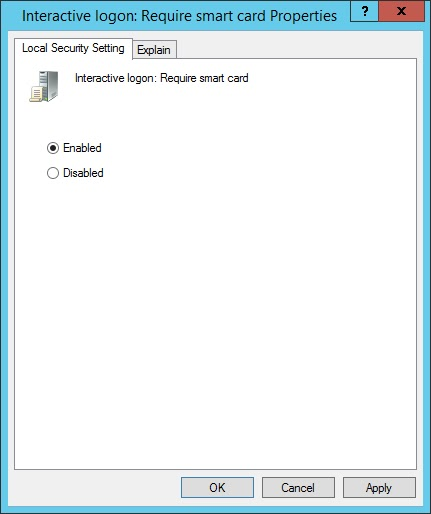 Interactive logon: Require smart card Properties
? x
Local Security Setting Explain
Interactive logon: Require smart card
Enabled
Disabled
OK Cancel Apply